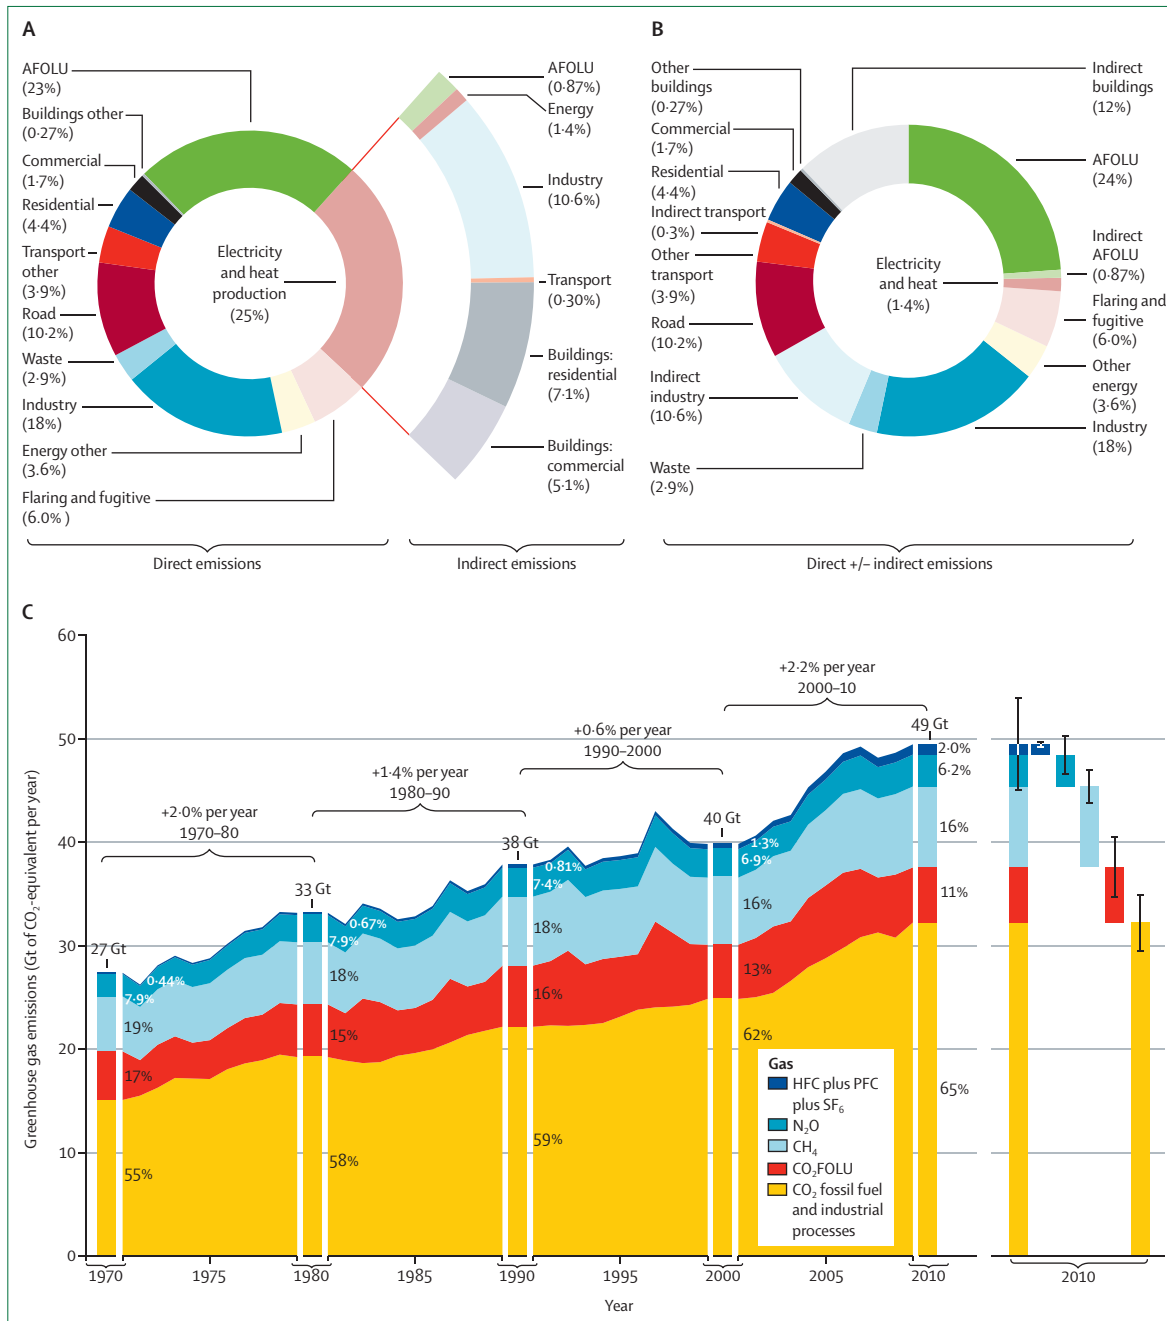 A
AFOLU
(23%)
Buildings other
(0·27%)
Commercial
(1·7%)
Residential
(4·4%)
Transport
other
(3·9%)
Road
(10·2%)
Waste
(2·9%)
Industry
(18%)
Energy other
(3.6%)
Flaring and fugitive
(6.0%)
Electricity
and heat
production
(25%)
AFOLU
(0·87%)
Energy
(1·4%)
Industry
(10·6%)
Transport
(0·30%)
Buildings:
residential
(7·1%)
Buildings:
commercial
(5·1%)
Direct emissions
Indirect emissions
B
Other
buildings
(0·27%)
Commercial
(1·7%)
Residential
(4·4%)
Indirect transport
(0·3%)
Other
transport
(3·9%)
Road
(10·2%)
Indirect
industry
(10·6%)
Waste
(2·9%)
Electricity
and heat
(1·4%)
Indirect
buildings
(12%)
AFOLU
(24%)
Indirect
AFOLU
(0·87%)
Flaring and
fugitive
(6·0%)
Other
energy
(3·6%)
Industry
(18%)
Direct +/– indirect emissions
C
Greenhouse gas emissions (Gt of CO2-equivalent per year)
60
50
40
30
20
10
0
+2·0% per year
1970–80
+1·4% per year
1980–90
+0·6% per year
1990–2000
+2·2% per year
2000–10
27 Gt
33 Gt
38 Gt
40 Gt
49 Gt
0·44%
7·9%
19%
17%
55%
0·67%
7·9%
18%
15%
58%
0·81%
7·4%
18%
16%
59%
1·3%
6·9%
16%
13%
62%
2·0%
6·2%
16%
11%
65%
Gas
HFC plus PFC
plus SF6
N2O
CH4
CO2FOLU
CO2 fossil fuel
and industrial
processes
1970
1975
1980
1985
1990
1995
2000
2005
2010
2010
Year